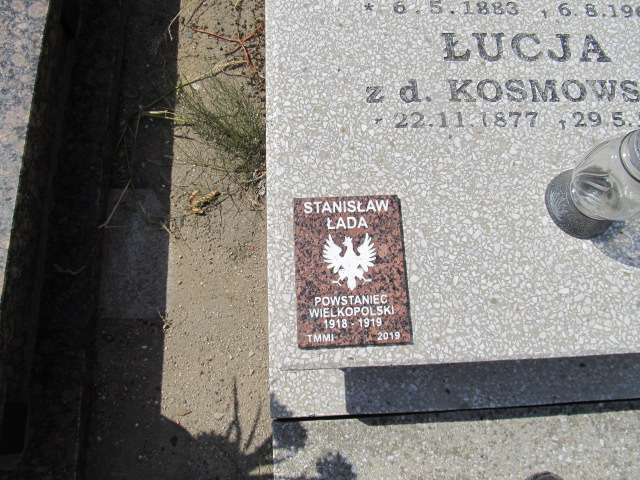 * 6.5.1883 † 6.8.196
ŁUCJA
z d. KOSMOWS
* 22.11.1877 † 29.5.
STANISŁAW
ŁADA
POWSTANIEC
WIELKOPOLSKI
1918 - 1919
TMMI 2019